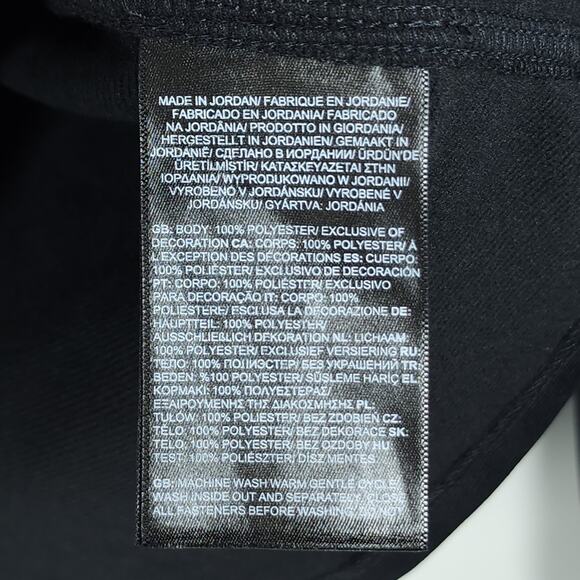 MADE IN JORDAN/ FABRIQUE EN JORDANIE/
FABRICADO EN JORDANIA/ FABRICADO
NA JORDÂNIA/ PRODOTTO IN GIORDANIA/
HERGESTELLT IN JORDANIEN/ GEMAAKT IN
JORDANIË/ СДЕЛАНО В ИОРДАНИИ/ ÜRDÜN'DE
ÜRETİLMİŞTİR/ ΚΑΤΑΣΚΕΥΑΖΕΤΑΙ ΣΤΗΝ
ΙΟΡΔΑΝΙΑ/ WYPRODUKOWANO W JORDANII/
VYROBENO V JORDÁNSKU/ VYROBENÉ V
JORDÁNSKU/ GYÁRTVA: JORDÁNIA
GB: BODY: 100% POLYESTER/ EXCLUSIVE OF
DECORATION CA: CORPS: 100% POLYESTER/ À
L'EXCEPTION DES DÉCORATIONS ES: CUERPO:
100% POLIÉSTER/ EXCLUSIVO DE DECORACIÓN
PT: CORPO: 100% POLIÉSTER/ EXCLUSIVO
PARA DECORAÇÃO IT: CORPO: 100%
POLIESTERE/ ESCLUSA LA DECORAZIONE DE:
HAUPTTEIL: 100% POLYESTER/
AUSSCHLIEßLICH DEKORATION NL: LICHAAM:
100% POLYESTER/ EXCLUSIEF VERSIERING RU:
ТЕЛО: 100% ПОЛИЭСТЕР/ БЕЗ УКРАШЕНИЙ TR:
BEDEN: %100 POLYESTER/ SÜSLEME HARİÇ EL:
ΚΟΡΜΑΚΙ: 100% ΠΟΛΥΕΣΤΕΡΑΣ/
ΕΞΑΙΡΟΥΜΕΝΗΣ ΤΗΣ ΔΙΑΚΟΣΜΗΣΗΣ PL:
TUŁÓW: 100% POLIESTER/ BEZ ZDOBIEŃ CZ:
TĚLO: 100% POLYESTER/ BEZ DEKORACE SK:
TELO: 100% POLYESTER/ BEZ OZDOBY HU:
TEST: 100% POLIÉSZTER/ DÍSZ MENTES
GB: MACHINE WASH WARM GENTLE CYCLE,
WASH INSIDE OUT AND SEPARATELY, CLOSE
ALL FASTENERS BEFORE WASHING, DO NOT